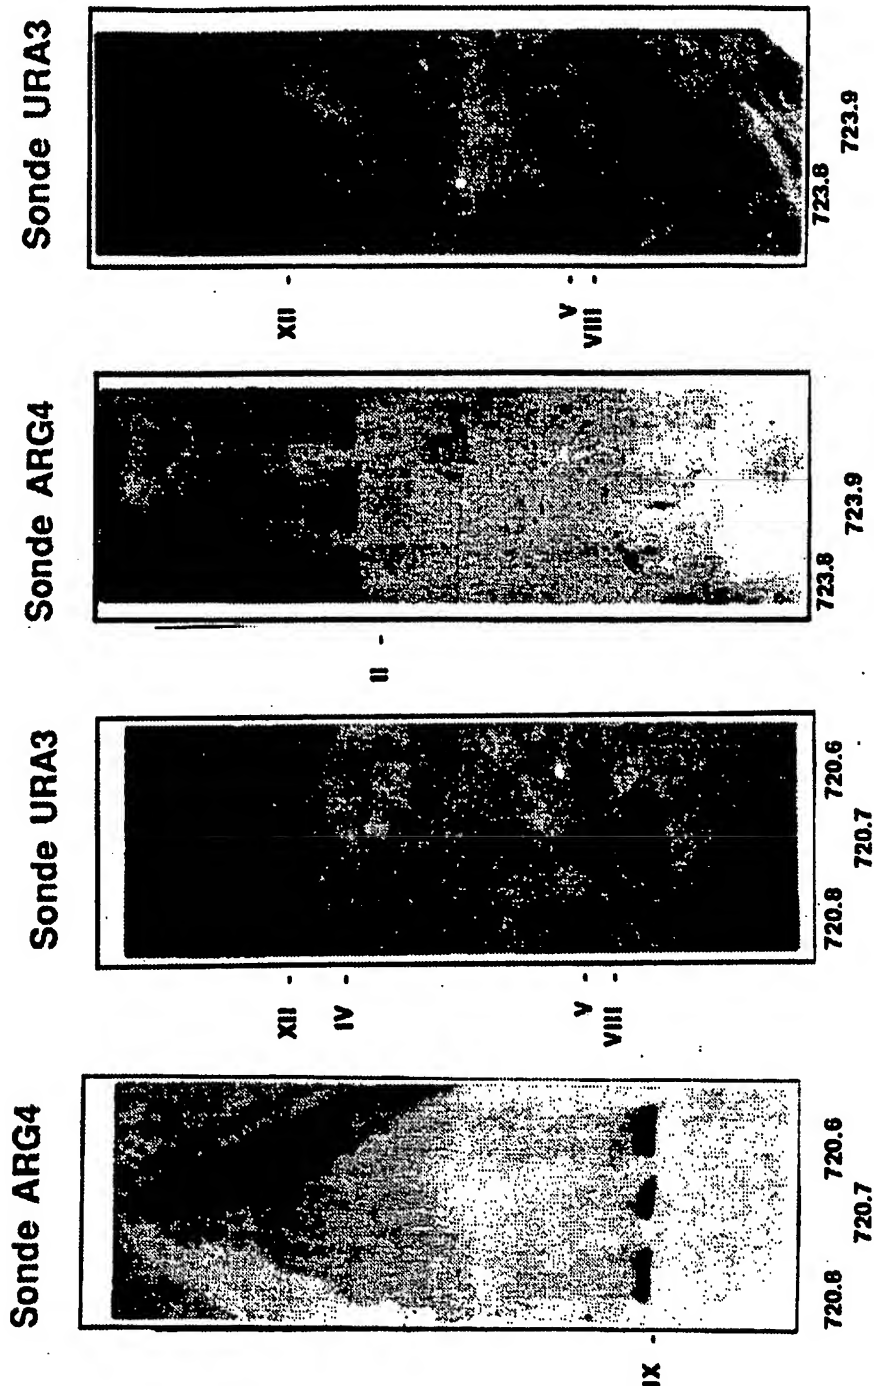 Sonde ARG4
IX
720.8
720.7
720.6
Sonde URA3
XII
IV
V
VIII
720.8
720.7
720.6
Sonde ARG4
II
723.8
723.9
Sonde URA3
XII
V
VIII
723.8
723.9